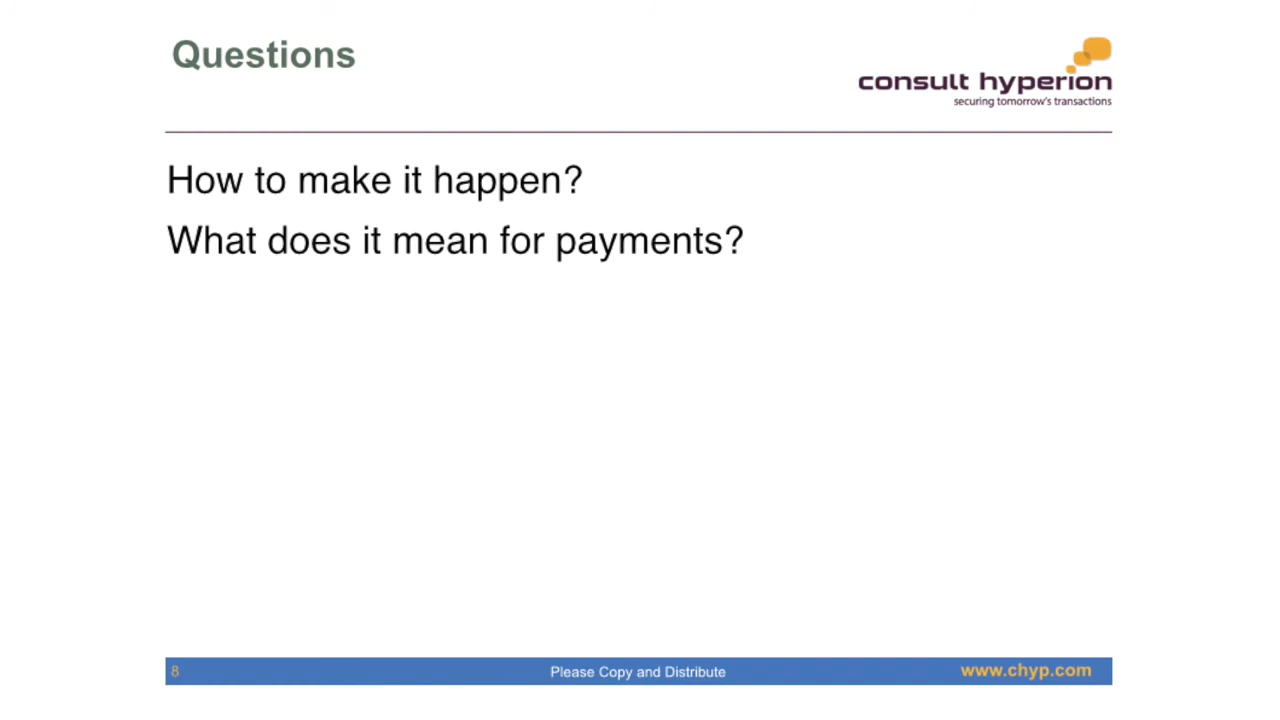 Questions
consult hyperion
securing tomorrow's transactions
How to make it happen?
What does it mean for payments?
8
Please Copy and Distribute
www.chyp.com